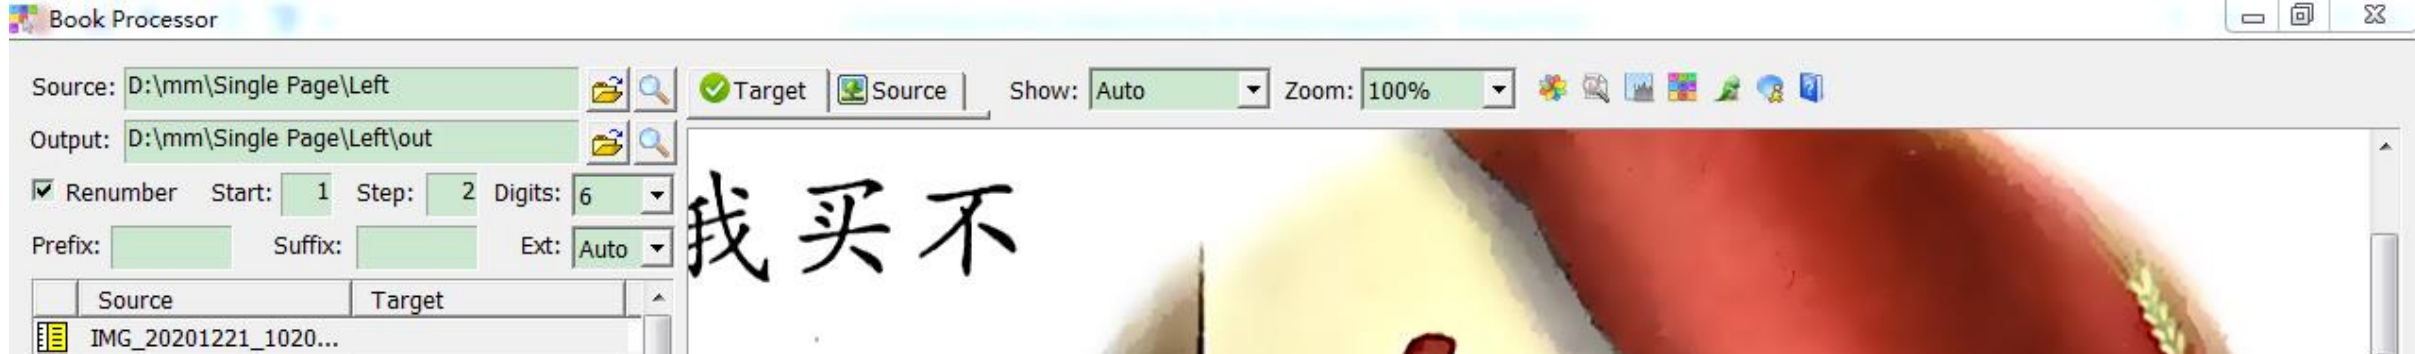 Book Processor
Source: D:\mm\Single Page\Left
Target Source Show: Auto Zoom: 100%
Output: D:\mm\Single Page\Left\out
Renumber Start: 1 Step: 2 Digits: 6
Prefix: Suffix: Ext: Auto
我买不
Source Target
IMG_20201221_1020...